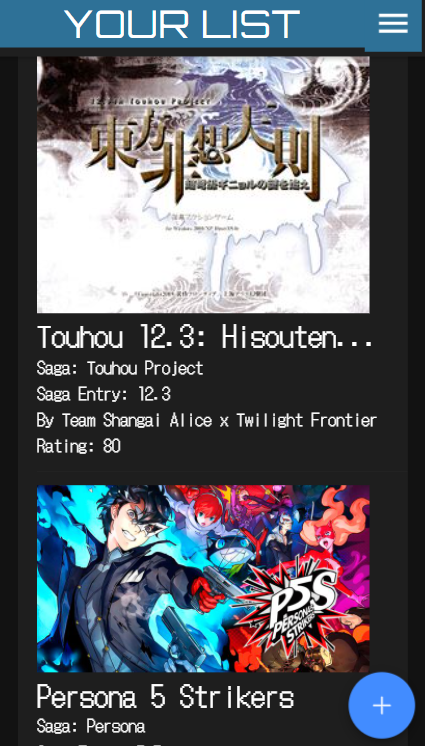 YOUR LIST
東方非想天則
超弩級ギニョルの謎を追え
Touhou 12.3: Hisouten...
Saga: Touhou Project
Saga Entry: 12.3
By Team Shangai Alice x Twilight Frontier
Rating: 80
P5S
PERSONA5
STRIKERS
Persona 5 Strikers
Saga: Persona